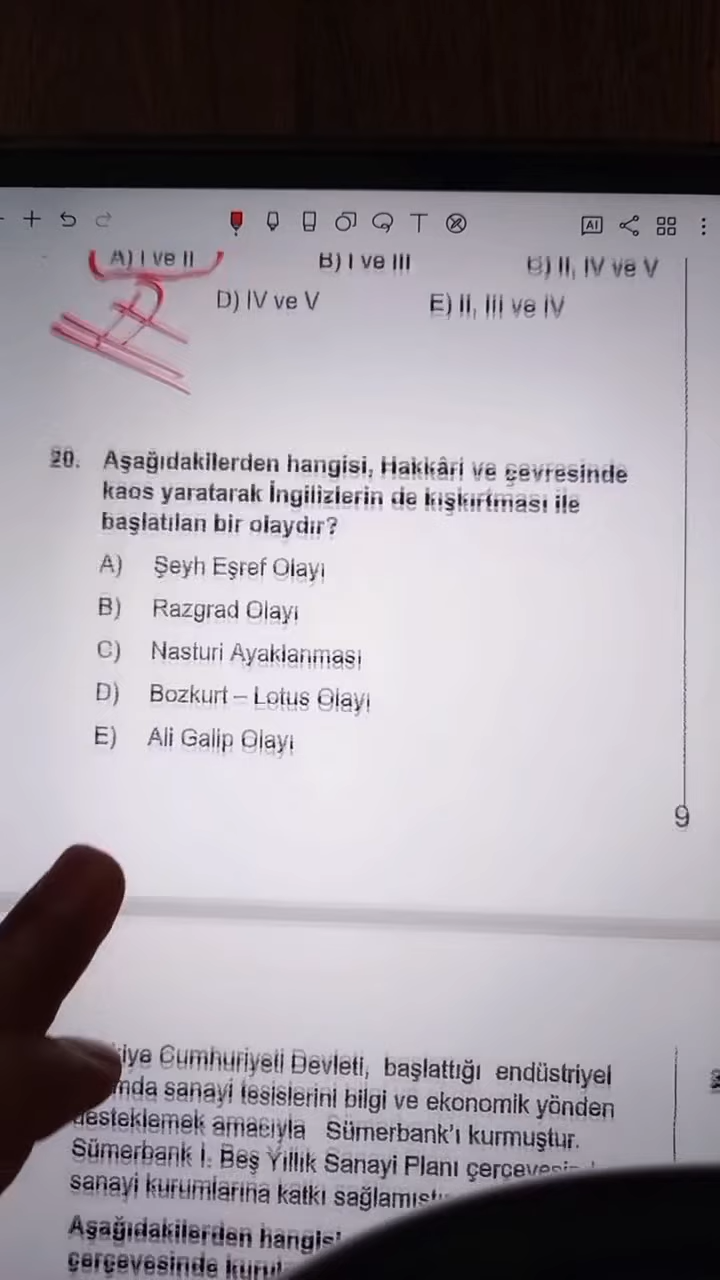 T
AI
A) I ve II B) I ve III C) II, IV ve V
D) IV ve V E) II, III ve IV
20. Aşağıdakilerden hangisi, Hakkâri ve çevresinde
kaos yaratarak İngilizlerin de kışkırtması ile
başlatılan bir olaydır?
A) Şeyh Eşref Olayı
B) Razgrad Olayı
C) Nasturi Ayaklanması
D) Bozkurt – Lotus Olayı
E) Ali Galip Olayı
9
Cumhuriyeti Devleti, başlattığı endüstriyel
sanayi tesislerini bilgi ve ekonomik yönden
desteklemek amacıyla Sümerbank'ı kurmuştur.
Sümerbank I. Beş Yıllık Sanayi Planı
sanayi kurumlarına katkı
Aşağıdakilerden
çerçevesinde